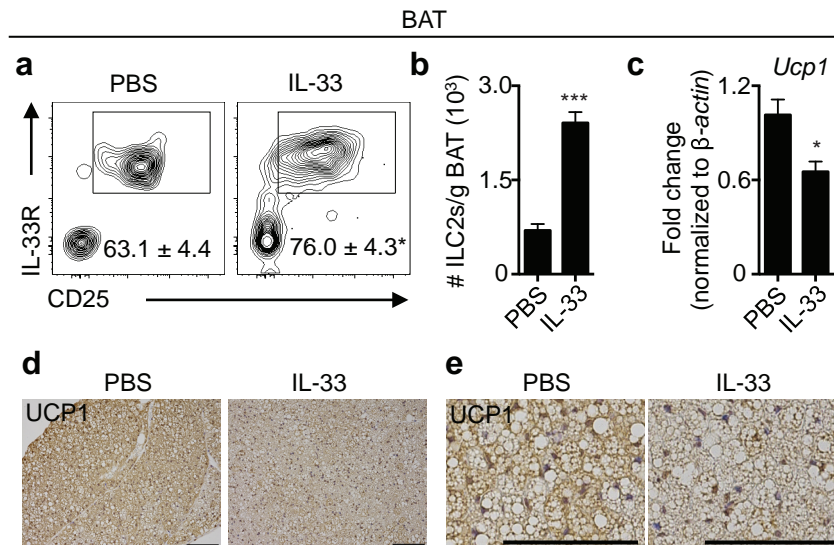 BAT
a
PBS
IL-33
IL-33R
63.1 ± 4.4
76.0 ± 4.3*
CD25
b
# ILC2s/g BAT (10³)
3.0
1.5
0
***
PBS
IL-33
c
Ucp1
Fold change
(normalized to β-actin)
1.2
0.6
0
*
PBS
IL-33
d
PBS
IL-33
UCP1
e
PBS
IL-33
UCP1